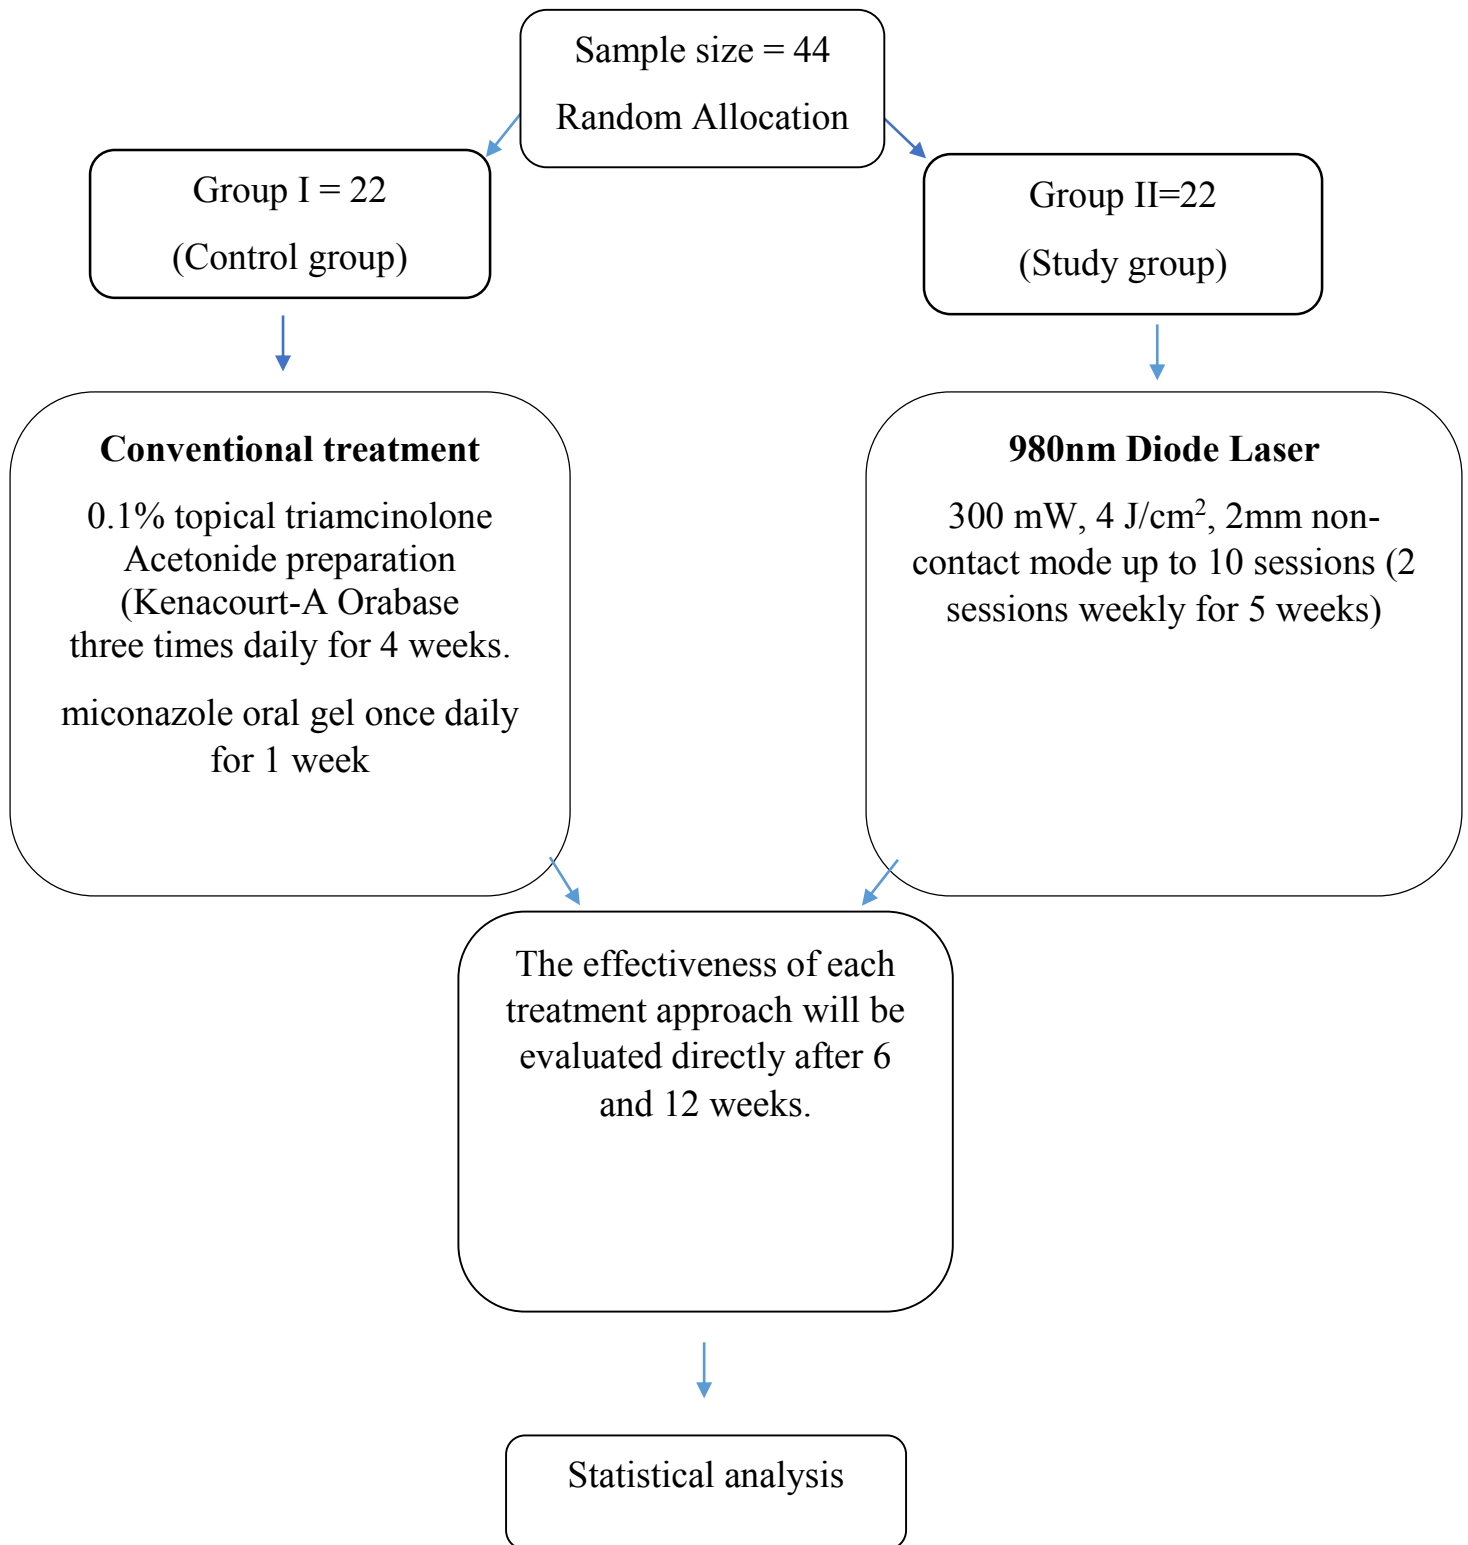 Sample size = 44
Random Allocation
Group I = 22
(Control group)
Group II=22
(Study group)
Conventional treatment
0.1% topical triamcinolone
Acetonide preparation
(Kenacourt-A Orabase
three times daily for 4 weeks.
miconazole oral gel once daily
for 1 week
980nm Diode Laser
300 mW, 4 J/cm², 2mm non-
contact mode up to 10 sessions (2
sessions weekly for 5 weeks)
The effectiveness of each
treatment approach will be
evaluated directly after 6
and 12 weeks.
Statistical analysis